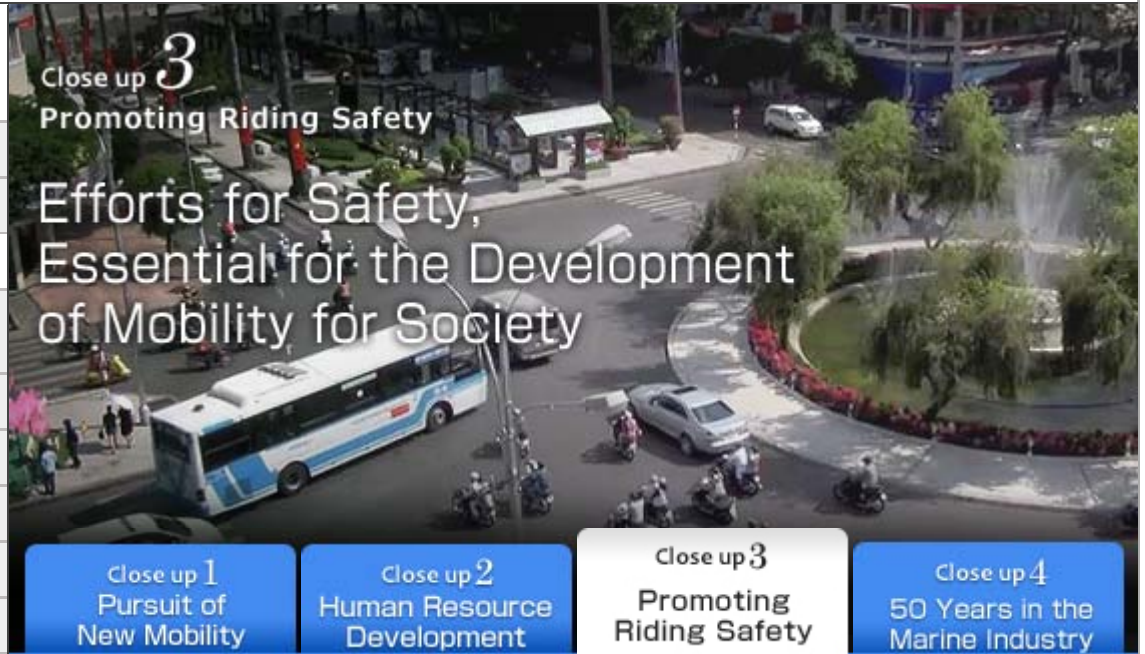 Close up 3
Promoting Riding Safety
Efforts for Safety,
Essential for the Development
of Mobility for Society
Close up 1
Pursuit of
New Mobility
Close up 2
Human Resource
Development
Close up 3
Promoting
Riding Safety
Close up 4
50 Years in the
Marine Industry